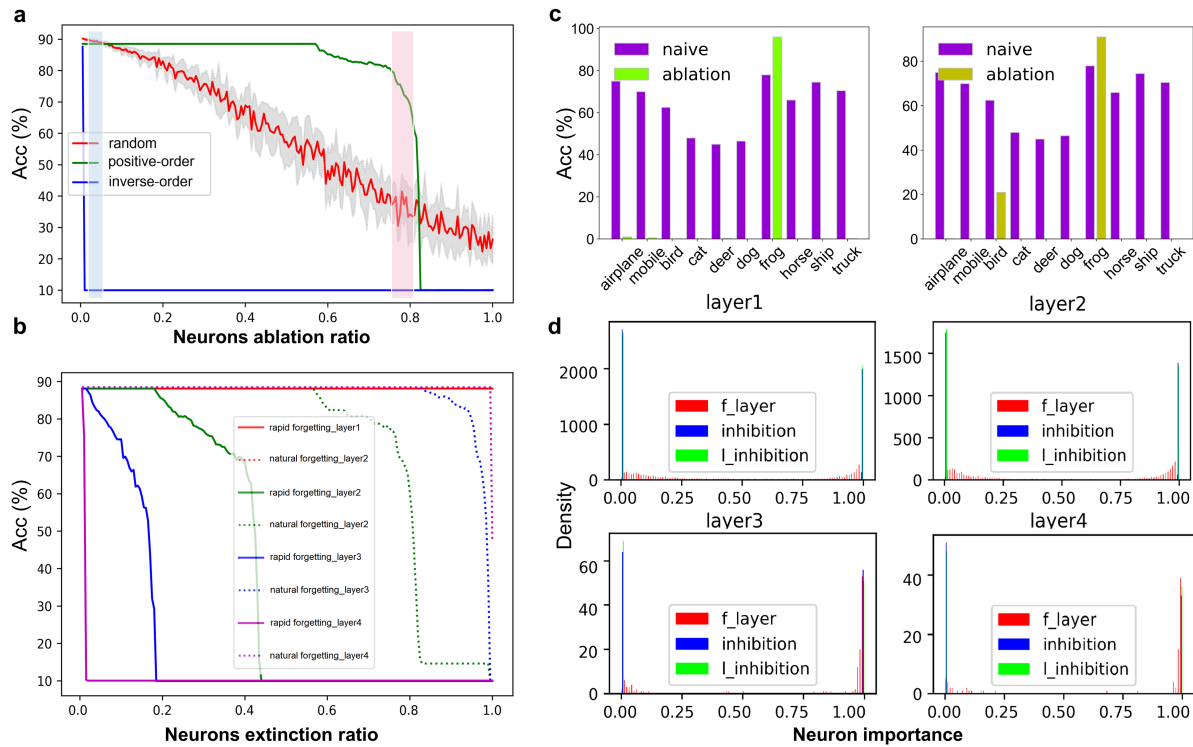 a
Acc (%)
90
80
70
60
50
40
30
20
10
random
positive-order
inverse-order
0.0 0.2 0.4 0.6 0.8 1.0
Neurons ablation ratio
b
Acc (%)
90
80
70
60
50
40
30
20
10
rapid forgetting_layer1
natural forgetting_layer2
rapid forgetting_layer2
natural forgetting_layer2
rapid forgetting_layer3
natural forgetting_layer3
rapid forgetting_layer4
natural forgetting_layer4
0.0 0.2 0.4 0.6 0.8 1.0
Neurons extinction ratio
c
Acc (%)
100
80
60
40
20
0
naive
ablation
airplane mobile bird cat deer dog frog horse ship truck
80
60
40
20
0
naive
ablation
airplane mobile bird cat deer dog frog horse ship truck
d
Density
layer1
2000
1000
0
f_layer
inhibition
l_inhibition
0.00 0.25 0.50 0.75 1.00
layer2
1500
1000
500
0
f_layer
inhibition
l_inhibition
0.00 0.25 0.50 0.75 1.00
layer3
60
40
20
0
f_layer
inhibition
l_inhibition
0.00 0.25 0.50 0.75 1.00
layer4
40
20
0
f_layer
inhibition
l_inhibition
0.00 0.25 0.50 0.75 1.00
Neuron importance